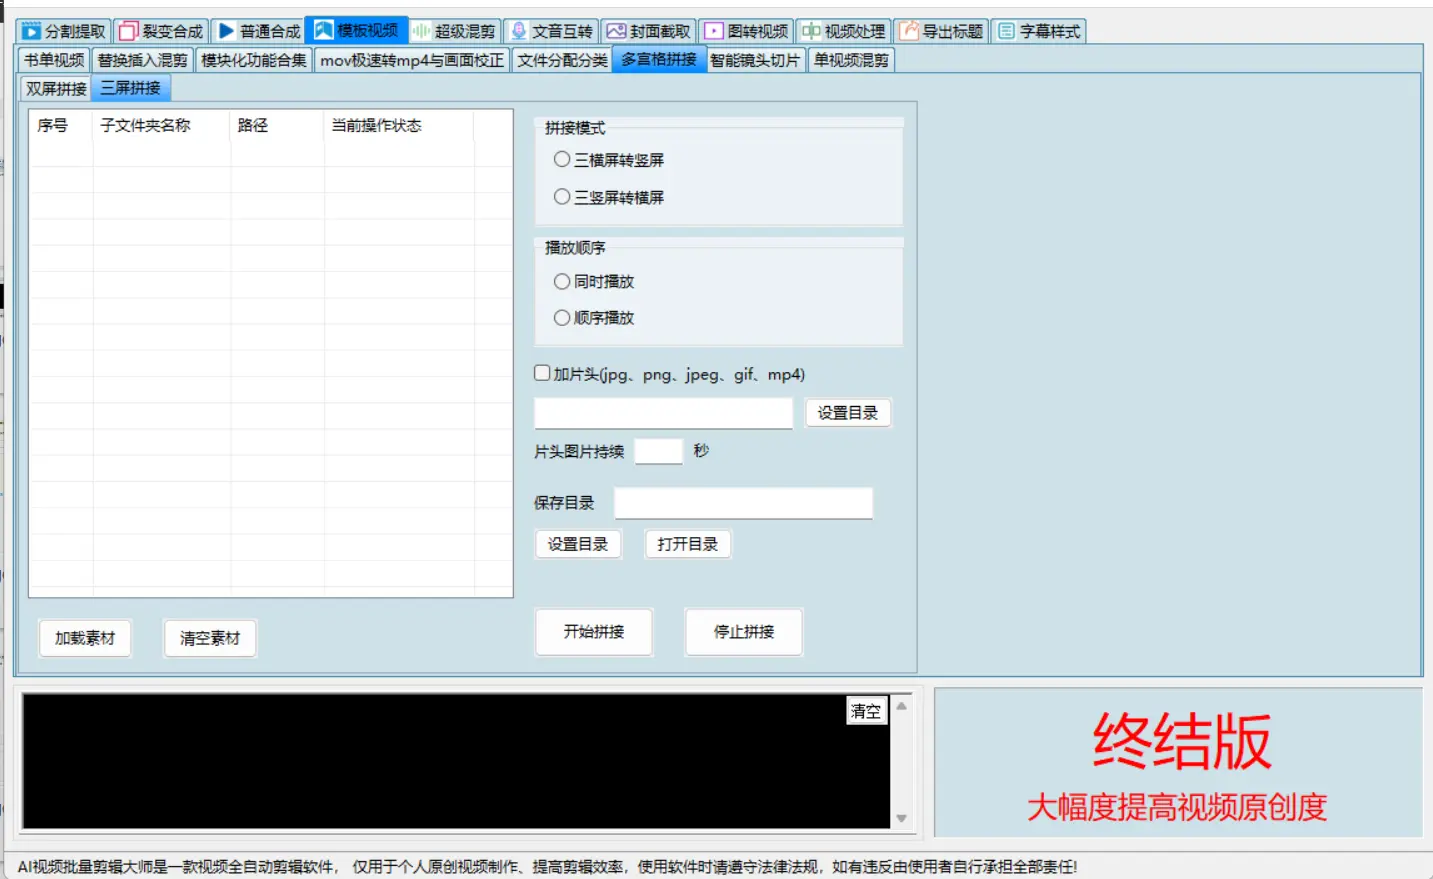 分割提取 裂变合成 普通合成 模板视频 超级混剪 文音互转 封面截取 图转视频 视频处理 导出标题 字幕样式
书单视频 替换插入混剪 模块化功能合集 mov极速转mp4与画面校正 文件分配分类 多宫格拼接 智能镜头切片 单视频混剪
双屏拼接 三屏拼接
序号 子文件夹名称 路径 当前操作状态
拼接模式
三横屏转竖屏
三竖屏转横屏
播放顺序
同时播放
顺序播放
加片头(jpg、png、jpeg、gif、mp4)
设置目录
片头图片持续 秒
保存目录
设置目录 打开目录
加载素材 清空素材 开始拼接 停止拼接
清空
终结版
大幅度提高视频原创度
AI视频批量剪辑大师是一款视频全自动剪辑软件， 仅用于个人原创视频制作、提高剪辑效率，使用软件时请遵守法律法规，如有违反由使用者自行承担全部责任!